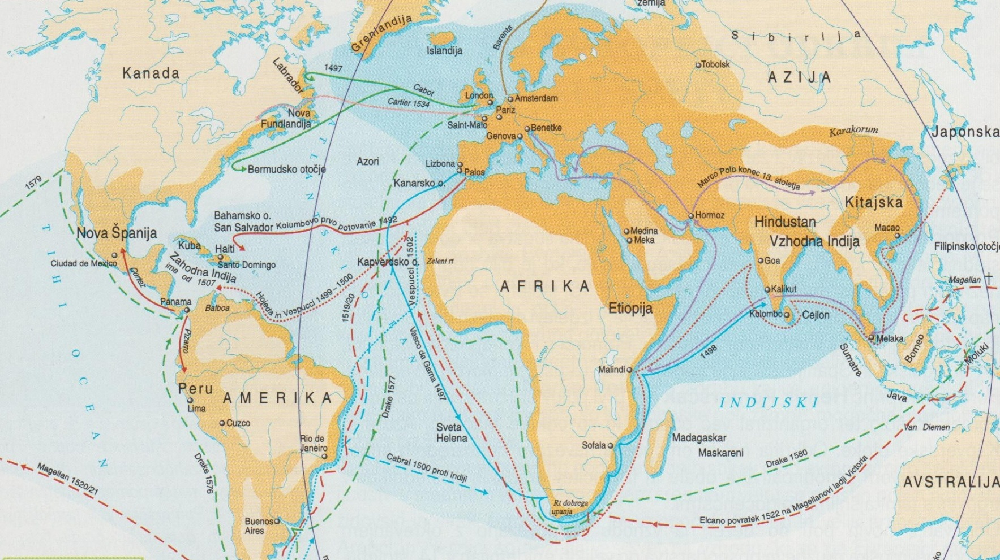 zemlja
Grenlandija
Islandija
Barents
Sibirija
Tobolsk
AZIJA
Kanada
Labrador
1497
Cabot
Cartier 1534
London
Amsterdam
Pariz
Nova
Fundlandija
Saint-Malo
Benetke
Genova
Karakorum
Japonska
ATLANTSKI OCEAN
Azori
Lizbona
Palos
Bermudsko otočje
Kanarsko o.
1579
Marco Polo konec 13. stoletja
Kitajska
Bahamsko o.
San Salvador
Kolumbovo prvo potovanje 1492
Hormoz
Hindustan
Vzhodna Indija
Macao
Nova Španija
Medina
Meka
Nil
Filipinsko otočje
Kuba
Haiti
Santo Domingo
Ciudad de Mexico
Zahodna Indija
ime od 1507
Kapverdsko o.
Zeleni rt
Vespucci 1502
Goa
Cortez
Hojeda in Vespucci 1499–1500
1519/20
AFRIKA
Magellan
Kalikut
Panama
Balboa
Etiopija
Kolombo
Cejlon
TIHI OCEAN
Pizarro
Vasco da Gama 1497
Kongo
Malindi
1498
Melaka
Sumatra
Borneo
Moluki
Peru
AMERIKA
Lima
Drake 1577
Java
INDIJSKI
Cuzco
Sveta
Helena
Van Diemen
Rio de
Janeiro
Sofala
Madagaskar
Maskareni
Drake 1576
Cabral 1500 proti Indiji
Drake 1580
Magellan 1520/21
AVSTRALIJA
Rt dobrega
upanja
Elcano povratek 1522 na Magellanovi ladji Victoria
Buenos
Aires